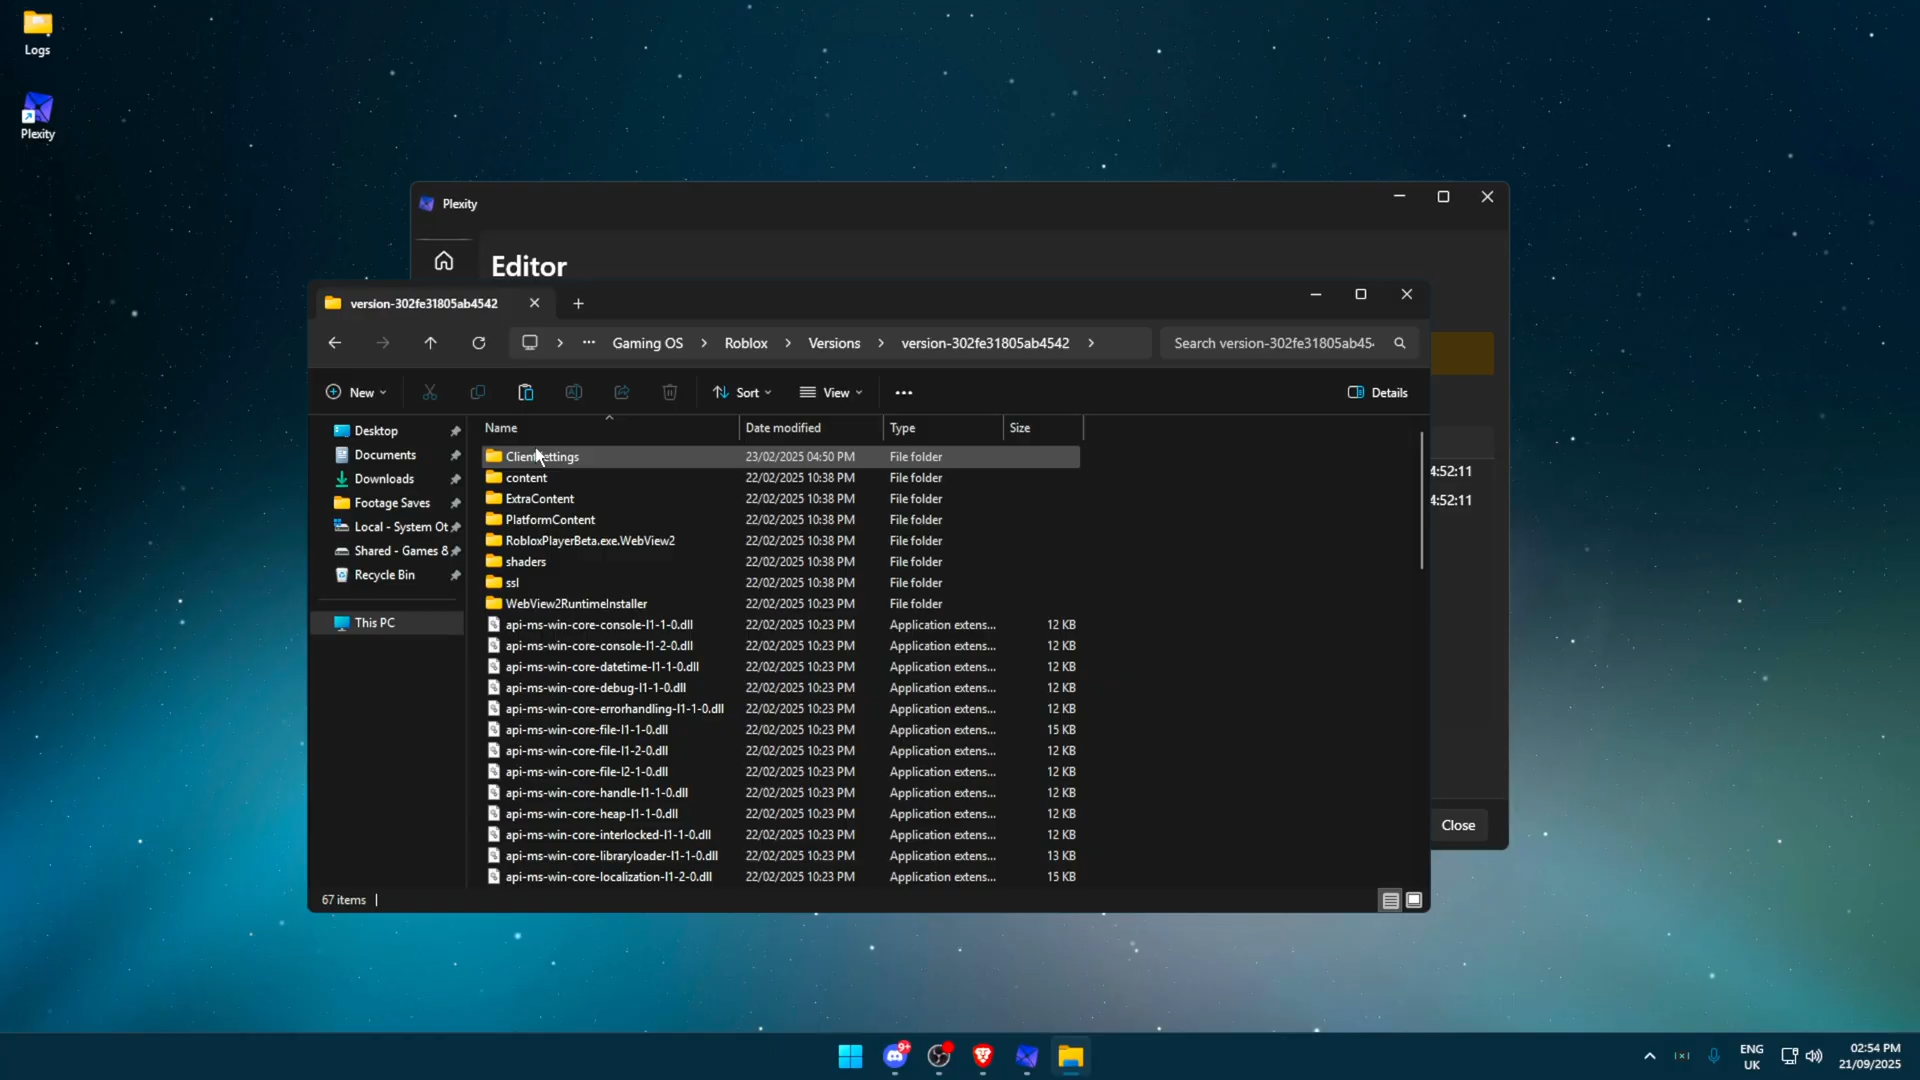 Logs
Plexity
Plexity
Editor
version-302fe31805ab4542
Gaming OS
Roblox
Versions
version-302fe31805ab4542
Search version-302fe31805ab45
New
Sort
View
Details
Desktop
Documents
Downloads
Footage Saves
Local - System Ot
Shared - Games &
Recycle Bin
This PC
Name Date modified Type Size
ClientSettings 23/02/2025 04:50 PM File folder
content 22/02/2025 10:38 PM File folder
ExtraContent 22/02/2025 10:38 PM File folder
PlatformContent 22/02/2025 10:38 PM File folder
RobloxPlayerBeta.exe.WebView2 22/02/2025 10:38 PM File folder
shaders 22/02/2025 10:38 PM File folder
ssl 22/02/2025 10:38 PM File folder
WebView2RuntimeInstaller 22/02/2025 10:23 PM File folder
api-ms-win-core-console-l1-1-0.dll 22/02/2025 10:23 PM Application extens... 12 KB
api-ms-win-core-console-l1-2-0.dll 22/02/2025 10:23 PM Application extens... 12 KB
api-ms-win-core-datetime-l1-1-0.dll 22/02/2025 10:23 PM Application extens... 12 KB
api-ms-win-core-debug-l1-1-0.dll 22/02/2025 10:23 PM Application extens... 12 KB
api-ms-win-core-errorhandling-l1-1-0.dll 22/02/2025 10:23 PM Application extens... 12 KB
api-ms-win-core-file-l1-1-0.dll 22/02/2025 10:23 PM Application extens... 15 KB
api-ms-win-core-file-l1-2-0.dll 22/02/2025 10:23 PM Application extens... 12 KB
api-ms-win-core-file-l2-1-0.dll 22/02/2025 10:23 PM Application extens... 12 KB
api-ms-win-core-handle-l1-1-0.dll 22/02/2025 10:23 PM Application extens... 12 KB
api-ms-win-core-heap-l1-1-0.dll 22/02/2025 10:23 PM Application extens... 12 KB
api-ms-win-core-interlocked-l1-1-0.dll 22/02/2025 10:23 PM Application extens... 12 KB
api-ms-win-core-libraryloader-l1-1-0.dll 22/02/2025 10:23 PM Application extens... 13 KB
api-ms-win-core-localization-l1-2-0.dll 22/02/2025 10:23 PM Application extens... 15 KB
4:52:11
4:52:11
Close
67 items
9+
ENG
UK
02:54 PM
21/09/2025